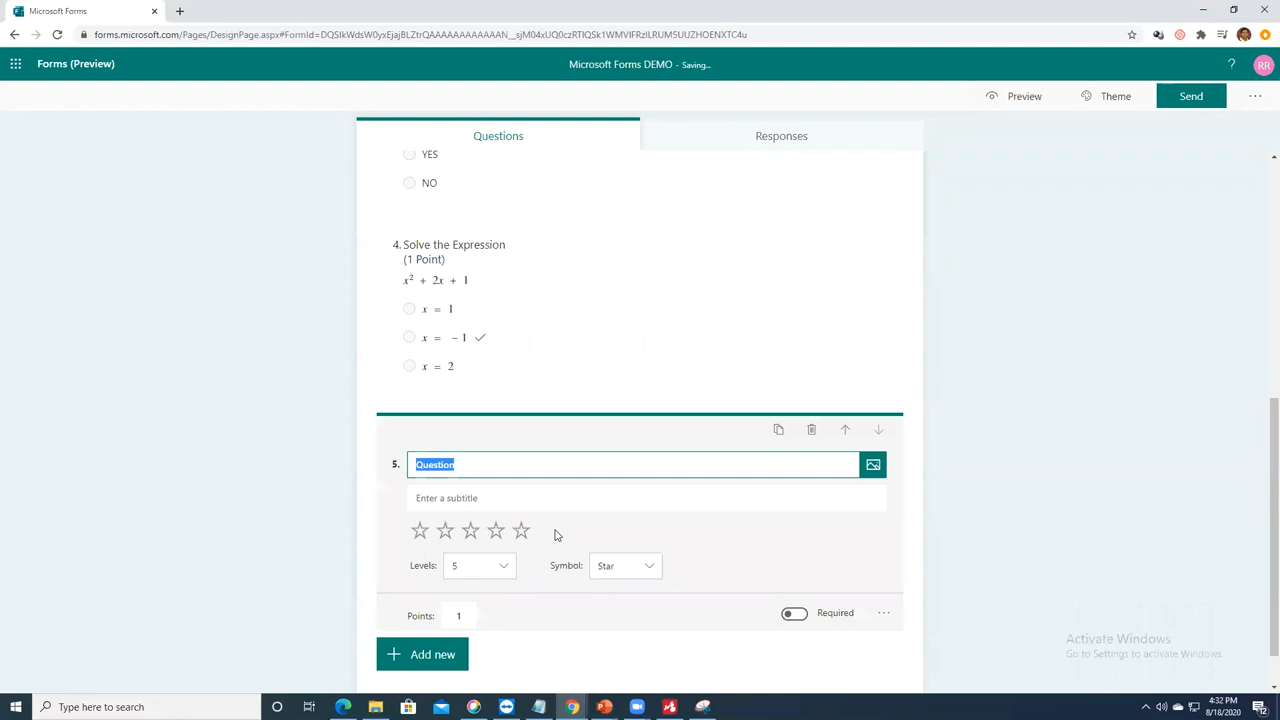 Microsoft Forms
forms.microsoft.com/Pages/DesignPage.aspx#FormId=DQSIkWdsW0yxEjajBLZtrQAAAAAAAAAAAAN__sjM04xUQ0czRTlQSk1WMVlFRzlLRUM5UUZHOENXTC4u
Forms (Preview)
Microsoft Forms DEMO - Saving...
?
RR
Preview
Theme
Send
...
Questions
Responses
YES
NO
4. Solve the Expression
(1 Point)
x² + 2x + 1
x = 1
x = −1
x = 2
5. Question
Enter a subtitle
Levels: 5
Symbol: Star
Points: 1
Required
...
Add new
Activate Windows
Go to Settings to activate Windows.
Type here to search
4:32 PM
8/18/2020
12